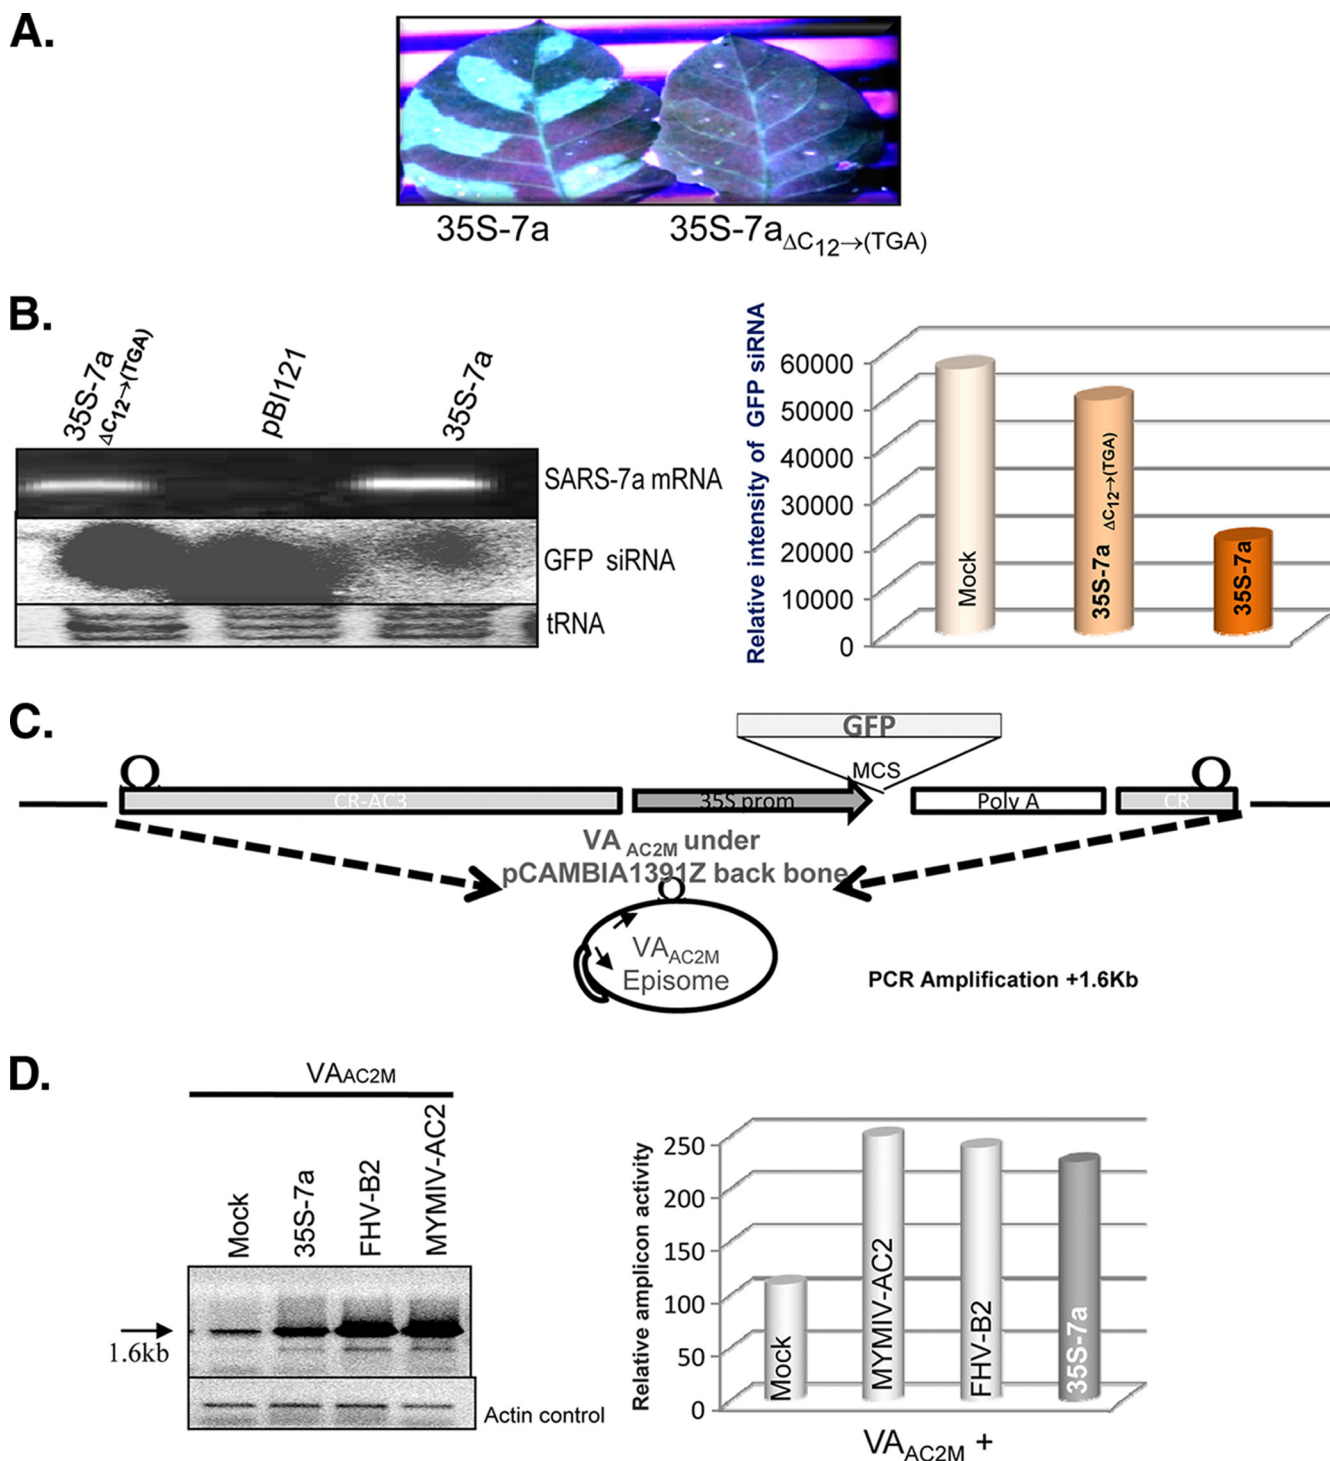 A.
35S-7a
35S-7aΔC12→(TGA)
B.
35S-7a
ΔC12→(TGA)
pBI121
35S-7a
SARS-7a mRNA
GFP siRNA
tRNA
Relative intensity of GFP siRNA
60000
50000
40000
30000
20000
10000
0
Mock
35S-7a ΔC12→(TGA)
35S-7a
C.
GFP
MCS
CR-AC3
35S prom
Poly A
CR
VA AC2M under
pCAMBIA1391Z back bone
VAAC2M
Episome
PCR Amplification +1.6Kb
D.
VAAC2M
Mock
35S-7a
FHV-B2
MYMIV-AC2
1.6kb
Actin control
Relative amplicon activity
250
200
150
100
50
0
Mock
MYMIV-AC2
FHV-B2
35S-7a
VAAC2M +